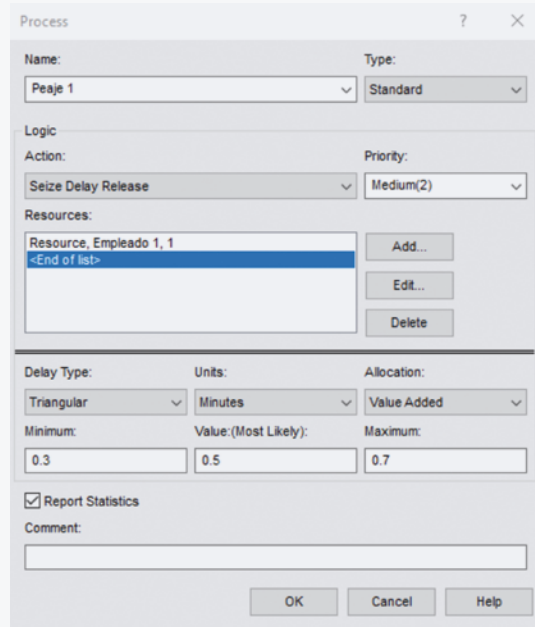 Process ? ×
Name: Type:
Peaje 1 Standard
Logic
Action: Priority:
Seize Delay Release Medium(2)
Resources:
Resource, Empleado 1, 1 Add...
<End of list>
Edit...
Delete
Delay Type: Units: Allocation:
Triangular Minutes Value Added
Minimum: Value:(Most Likely): Maximum:
0.3 0.5 0.7
Report Statistics
Comment:
OK Cancel Help